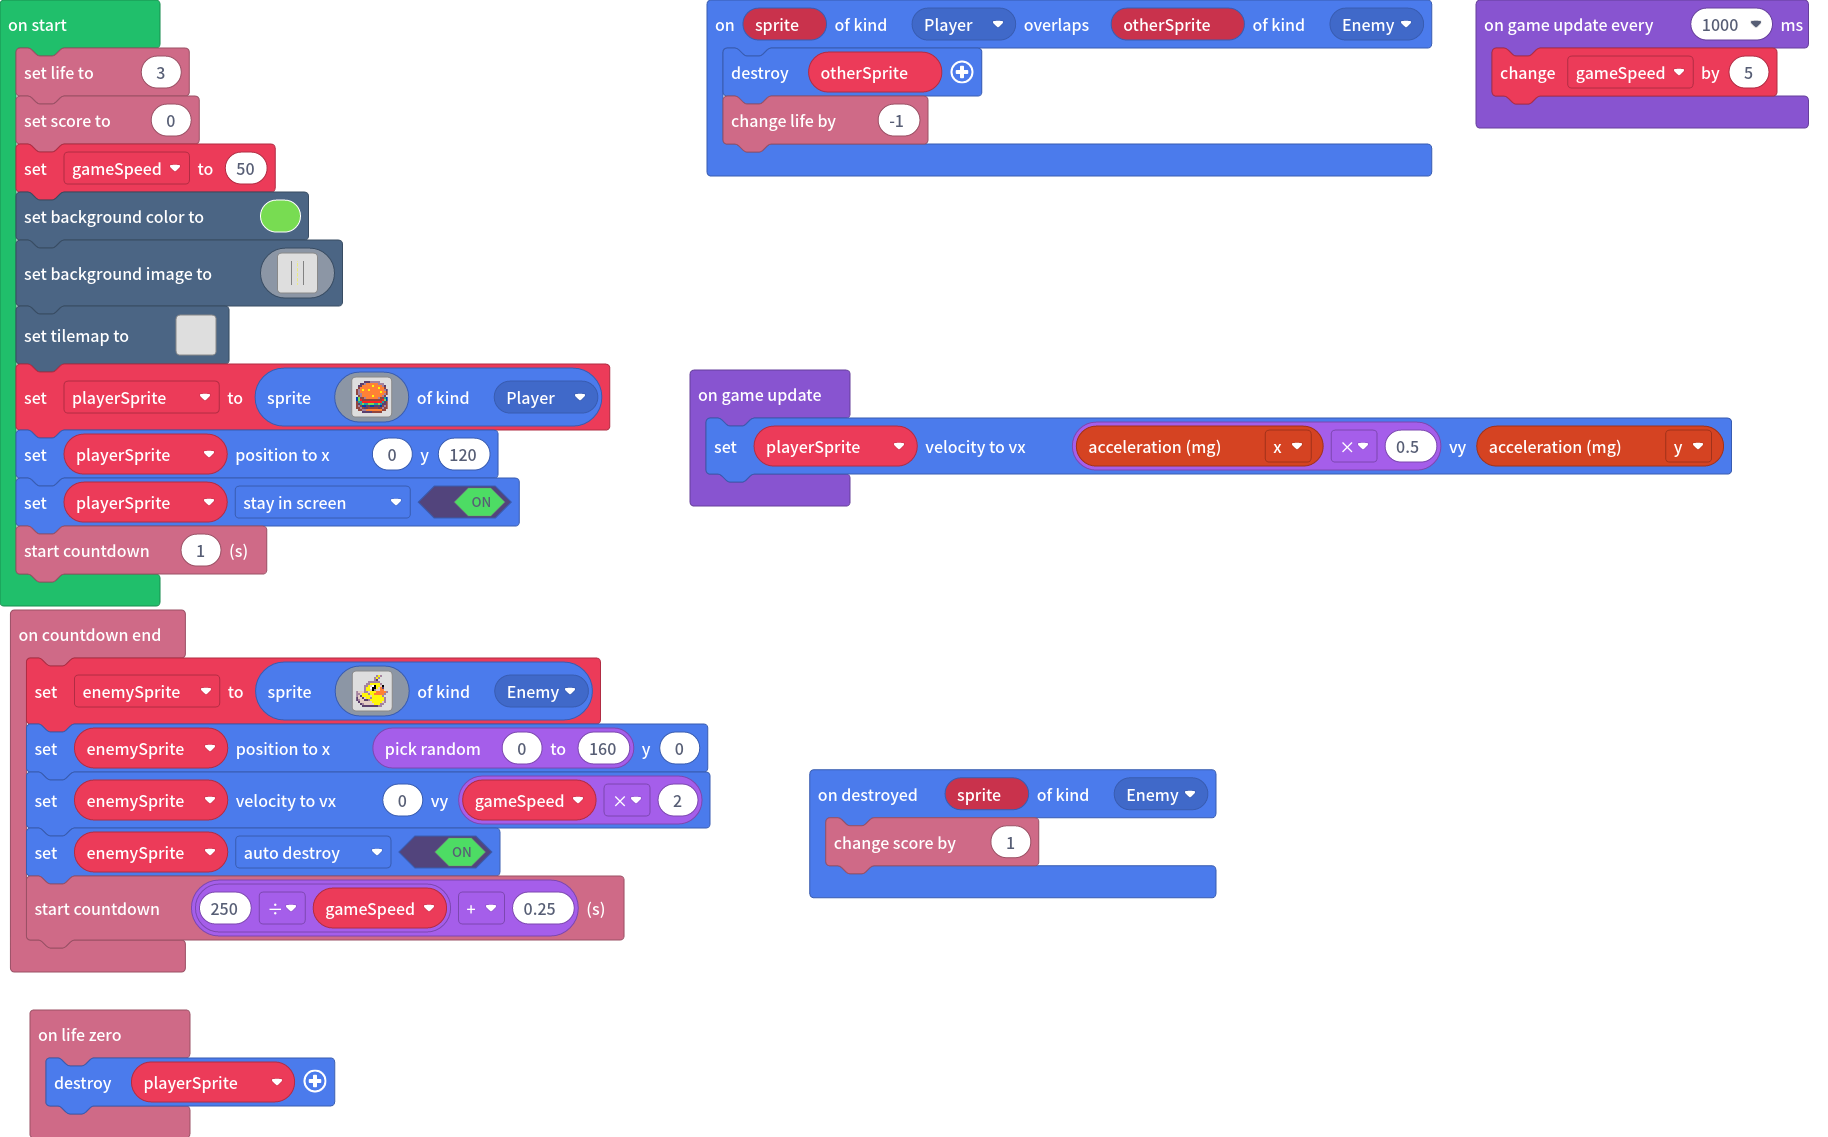 on start
set life to 3
set score to 0
set gameSpeed to 50
set background color to
set background image to
set tilemap to
set playerSprite to sprite of kind Player
set playerSprite position to x 0 y 120
set playerSprite stay in screen ON
start countdown 1 (s)
on countdown end
set enemySprite to sprite of kind Enemy
set enemySprite position to x pick random 0 to 160 y 0
set enemySprite velocity to vx 0 vy gameSpeed × 2
set enemySprite auto destroy ON
start countdown 250 ÷ gameSpeed + 0.25 (s)
on life zero
destroy playerSprite
on sprite of kind Player overlaps otherSprite of kind Enemy
destroy otherSprite
change life by -1
on game update every 1000 ms
change gameSpeed by 5
on game update
set playerSprite velocity to vx acceleration (mg) x × 0.5 vy acceleration (mg) y
on destroyed sprite of kind Enemy
change score by 1